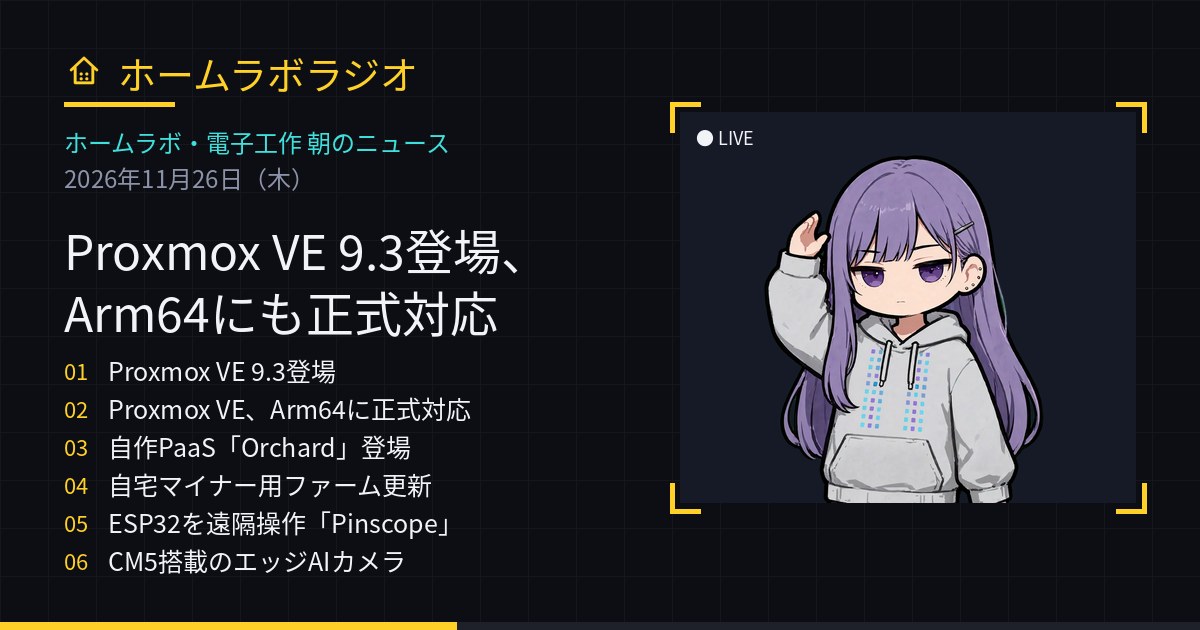 ホームラボラジオ
ホームラボ・電子工作 朝のニュース
2026年11月26日（木）
Proxmox VE 9.3登場、
Arm64にも正式対応
01 Proxmox VE 9.3登場
02 Proxmox VE、Arm64に正式対応
03 自作PaaS「Orchard」登場
04 自宅マイナー用ファーム更新
05 ESP32を遠隔操作「Pinscope」
06 CM5搭載のエッジAIカメラ
LIVE